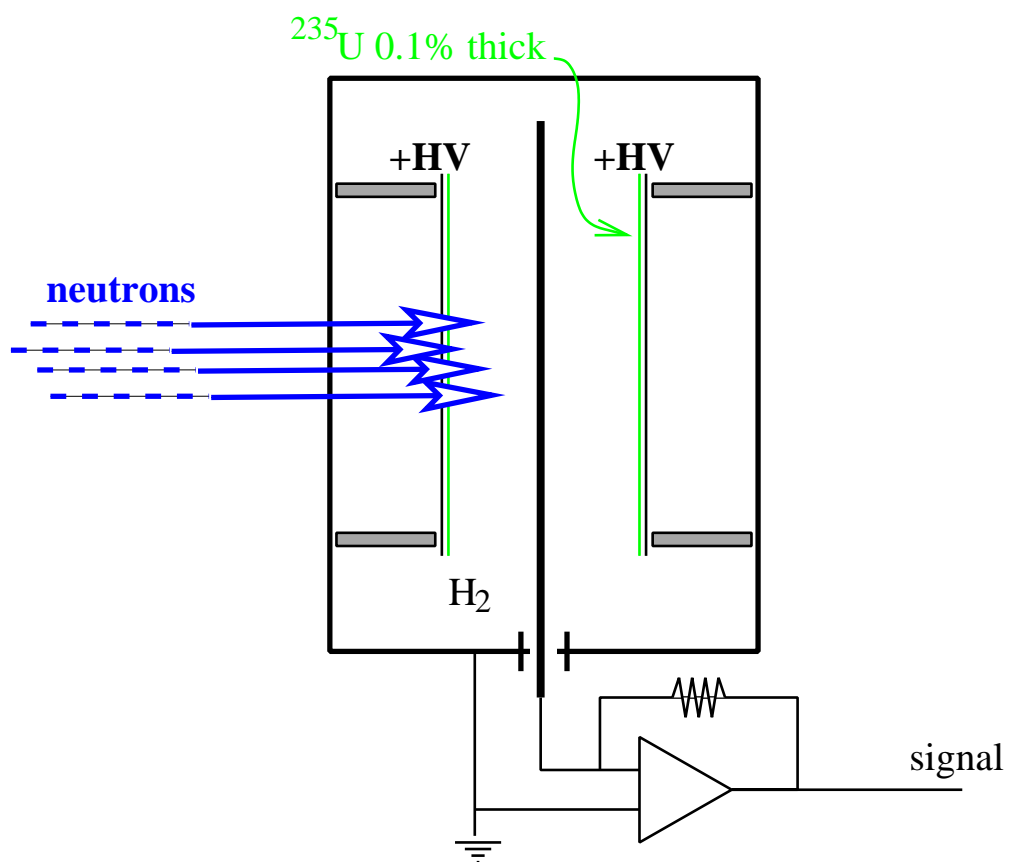 ²³⁵U 0.1% thick
+HV +HV
neutrons
H₂
signal